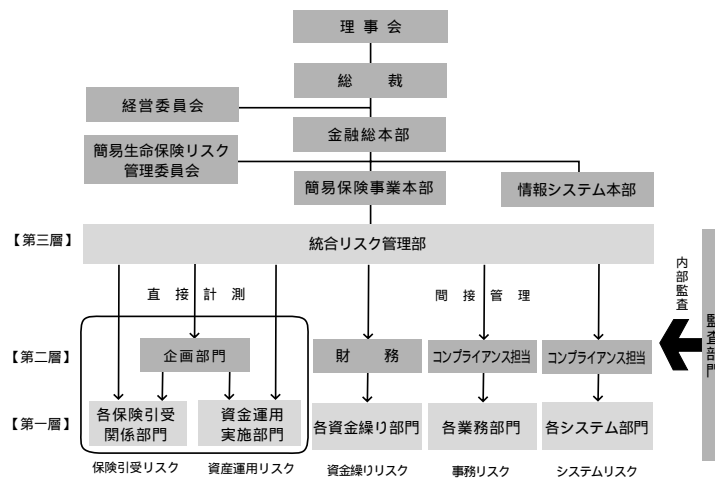 理事会
総　裁
経営委員会
金融総本部
簡易生命保険リスク
管理委員会
簡易保険事業本部
情報システム本部
【第三層】
統合リスク管理部
直接計測
間接管理
内部監査
監査部門
【第二層】
企画部門
財　務
コンプライアンス担当
コンプライアンス担当
【第一層】
各保険引受
関係部門
資金運用
実施部門
各資金繰り部門
各業務部門
各システム部門
保険引受リスク
資産運用リスク
資金繰りリスク
事務リスク
システムリスク